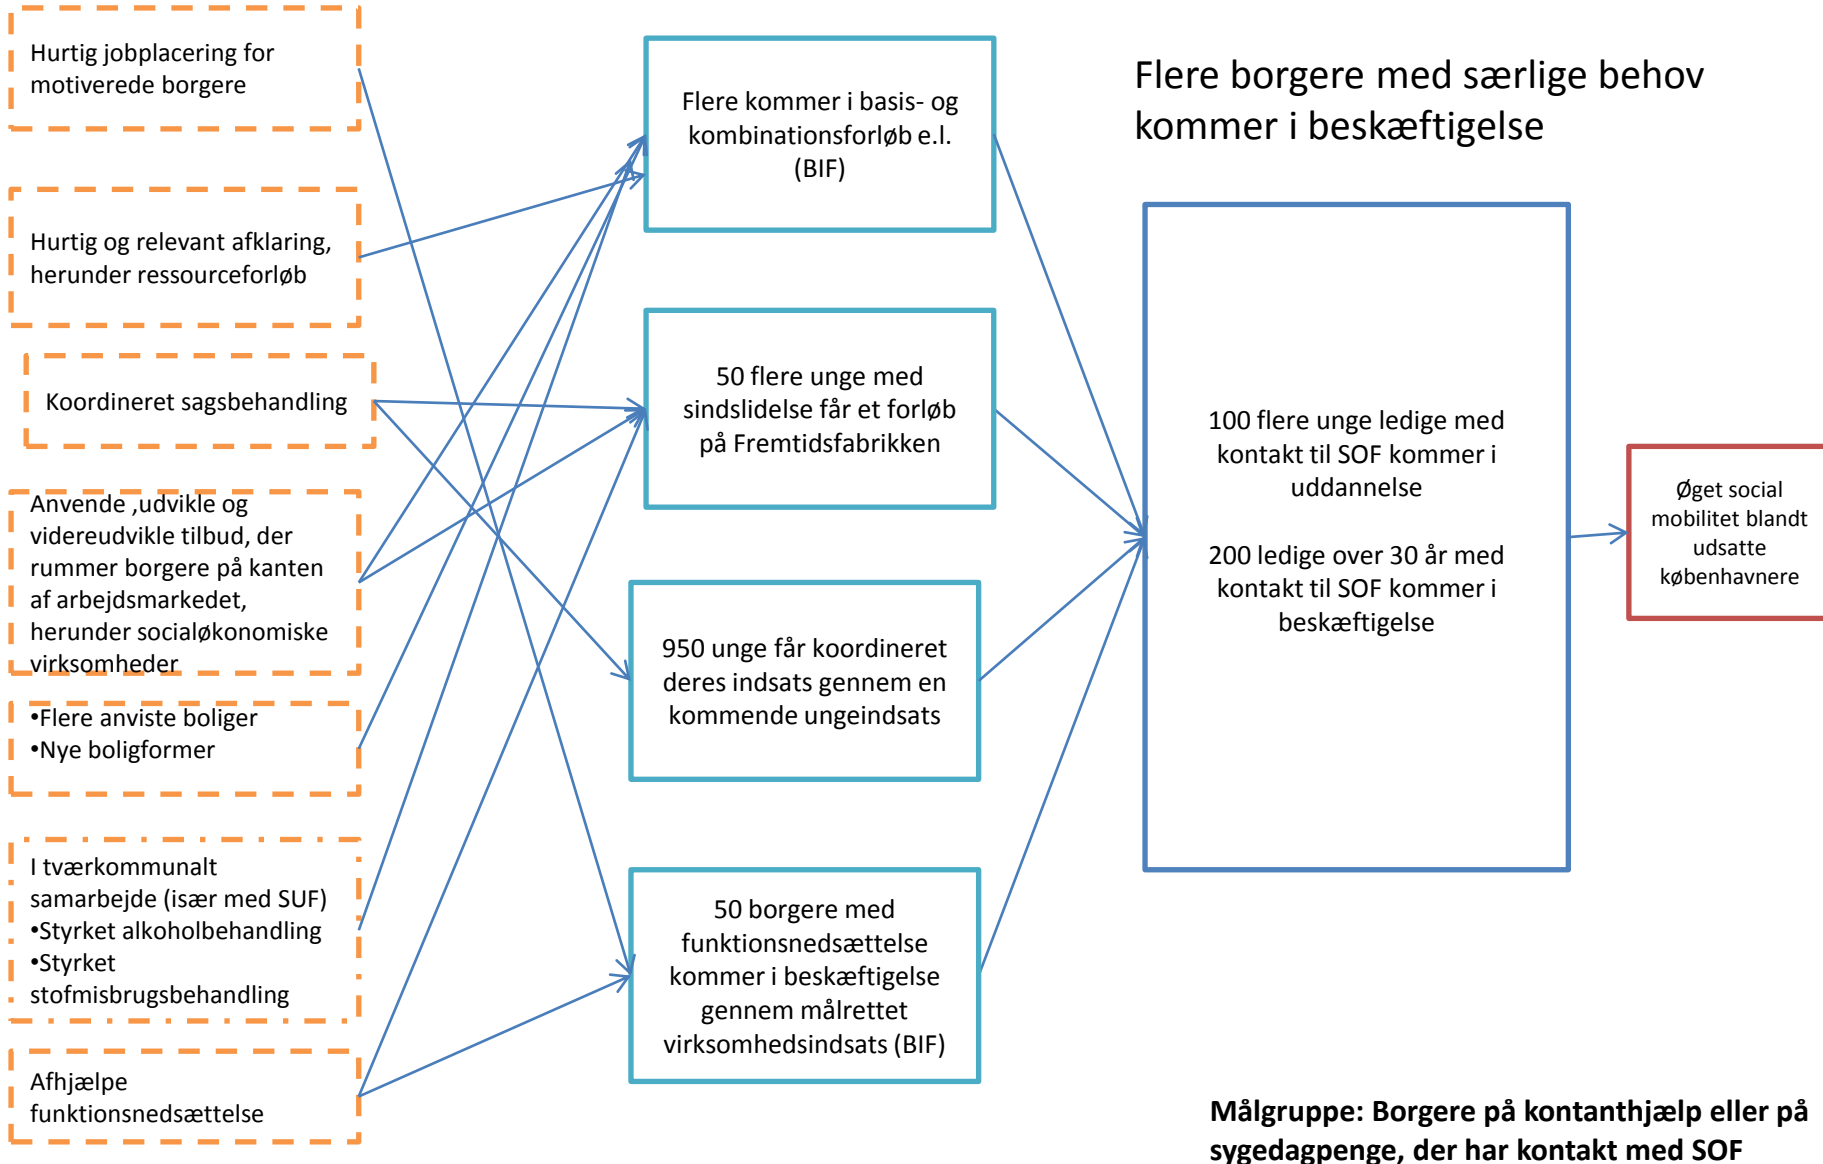 Hurtig jobplacering for
motiverede borgere
Hurtig og relevant afklaring,
herunder ressourceforløb
Koordineret sagsbehandling
Anvende ,udvikle og
videreudvikle tilbud, der
rummer borgere på kanten
af arbejdsmarkedet,
herunder socialøkonomiske
virksomheder
•Flere anviste boliger
•Nye boligformer
I tværkommunalt
samarbejde (især med SUF)
•Styrket alkoholbehandling
•Styrket
stofmisbrugsbehandling
Afhjælpe
funktionsnedsættelse
Flere kommer i basis- og
kombinationsforløb e.l.
(BIF)
50 flere unge med
sindslidelse får et forløb
på Fremtidsfabrikken
950 unge får koordineret
deres indsats gennem en
kommende ungeindsats
50 borgere med
funktionsnedsættelse
kommer i beskæftigelse
gennem målrettet
virksomhedsindsats (BIF)
Flere borgere med særlige behov
kommer i beskæftigelse
100 flere unge ledige med
kontakt til SOF kommer i
uddannelse
200 ledige over 30 år med
kontakt til SOF kommer i
beskæftigelse
Øget social
mobilitet blandt
udsatte
københavnere
Målgruppe: Borgere på kontanthjælp eller på
sygedagpenge, der har kontakt med SOF